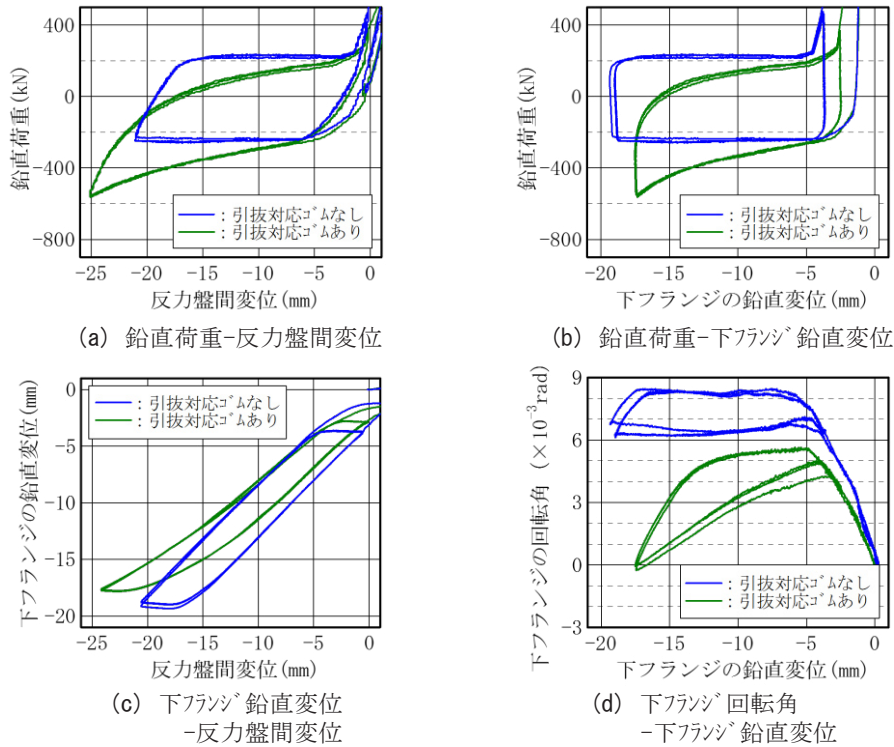 400
0
-400
-800
鉛直荷重(kN)
：引抜対応ｺﾞﾑなし
：引抜対応ｺﾞﾑあり
-25 -20 -15 -10 -5 0
反力盤間変位(mm)
(a) 鉛直荷重-反力盤間変位
400
0
-400
-800
鉛直荷重(kN)
：引抜対応ｺﾞﾑなし
：引抜対応ｺﾞﾑあり
-20 -15 -10 -5 0
下フランジの鉛直変位(mm)
(b) 鉛直荷重-下ﾌﾗﾝｼﾞ鉛直変位
0
-5
-10
-15
-20
下フランジの鉛直変位(mm)
：引抜対応ｺﾞﾑなし
：引抜対応ｺﾞﾑあり
-25 -20 -15 -10 -5 0
反力盤間変位(mm)
(c) 下ﾌﾗﾝｼﾞ鉛直変位
-反力盤間変位
9
6
3
0
-3
下フランジの回転角 (×10⁻³rad)
：引抜対応ｺﾞﾑなし
：引抜対応ｺﾞﾑあり
-20 -15 -10 -5 0
下フランジの鉛直変位(mm)
(d) 下ﾌﾗﾝｼﾞ回転角
-下ﾌﾗﾝｼﾞ鉛直変位